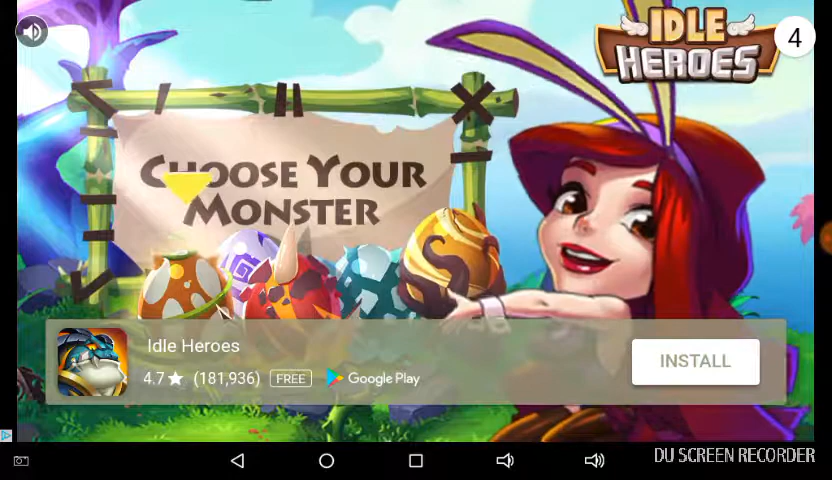 IDLE
HEROES
4
CHOOSE YOUR
MONSTER
Idle Heroes
4.7★ (181,936) FREE Google Play
INSTALL
DU SCREEN RECORDER